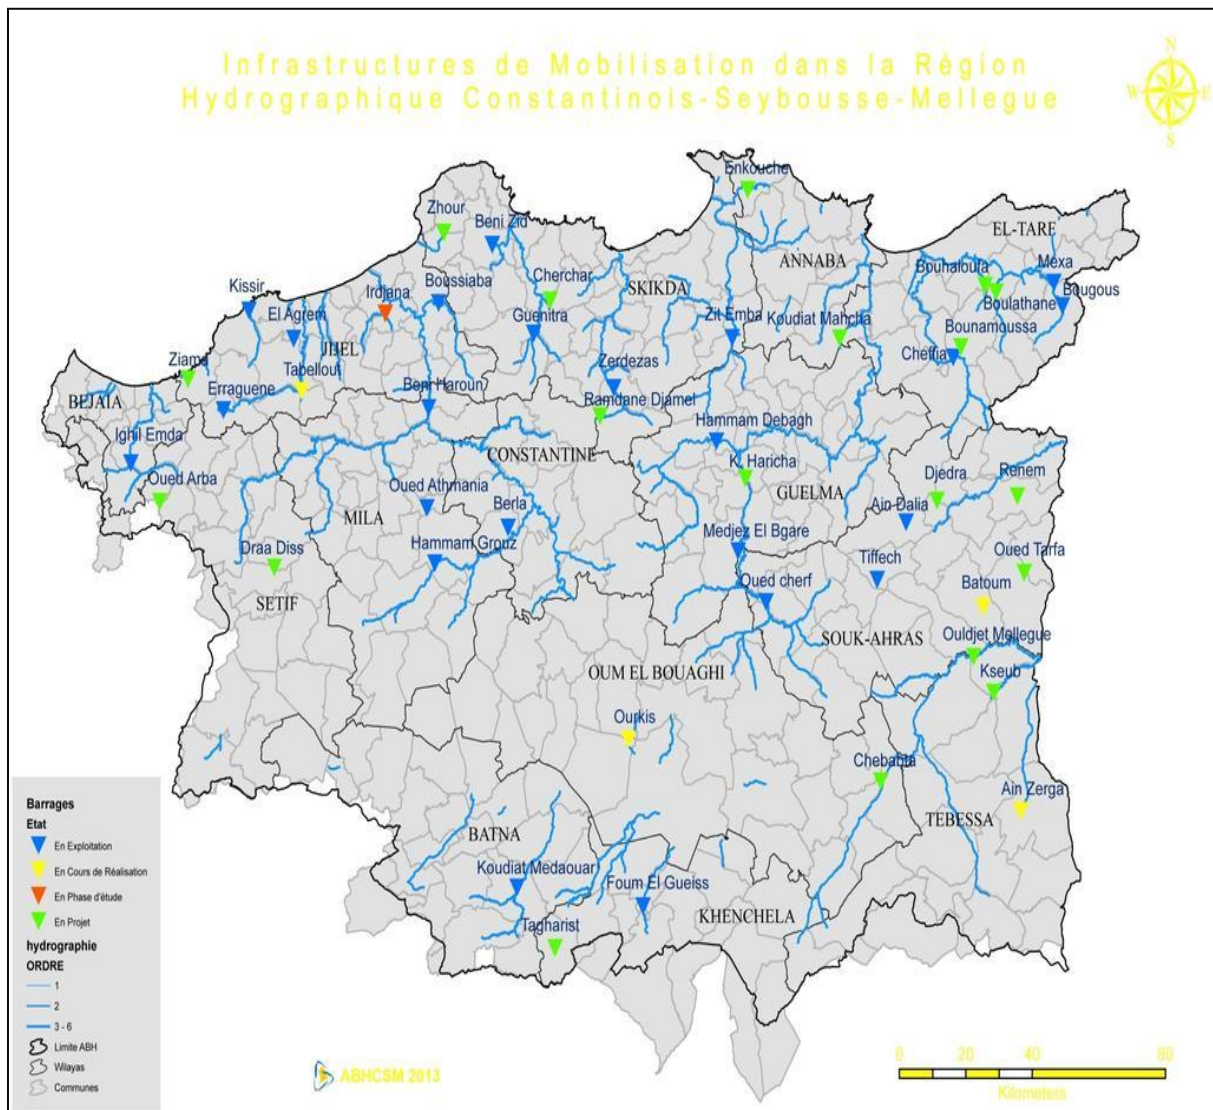 Infrastructures de Mobilisation dans la Région
Hydrographique Constantinois-Seybousse-Mellegue
N
W E
S
Enkouche
Zhour
Beni Zid
EL-TARF
ANNABA
Bouhaloufa
Mexa
Kissir
Irdjana
Boussiaba
Cherchar
SKIKDA
Boulathane
Bougous
El Agrem
Guenitra
Zit Emba
Koudiat Mahcha
Bounamoussa
JIJEL
Cheffia
Ziama
Tabellout
Zerdezas
BEJAIA
Erraguene
Beni Haroun
Ramdane Djamel
Ighil Emda
Hammam Debagh
CONSTANTINE
Oued Arba
K. Haricha
Djedra
Renem
Oued Athmania
GUELMA
Ain Dalia
MILA
Berla
Draa Diss
Hammam Grouz
Medjez El Bgare
Tiffech
Oued Tarfa
SETIF
Oued cherf
Batoum
SOUK-AHRAS
Ouldjet Mellegue
OUM EL BOUAGHI
Kseub
Ourkis
Chebabta
Ain Zerga
TEBESSA
BATNA
Koudiat Medaouar
Foum El Gueiss
KHENCHELA
Tagharist
Barrages
Etat
En Exploitation
En Cours de Réalisation
En Phase d'étude
En Projet
hydrographie
ORDRE
1
2
3 - 6
Limite ABH
Wilayas
Communes
ABHCSM 2013
0 20 40 80
Kilometers